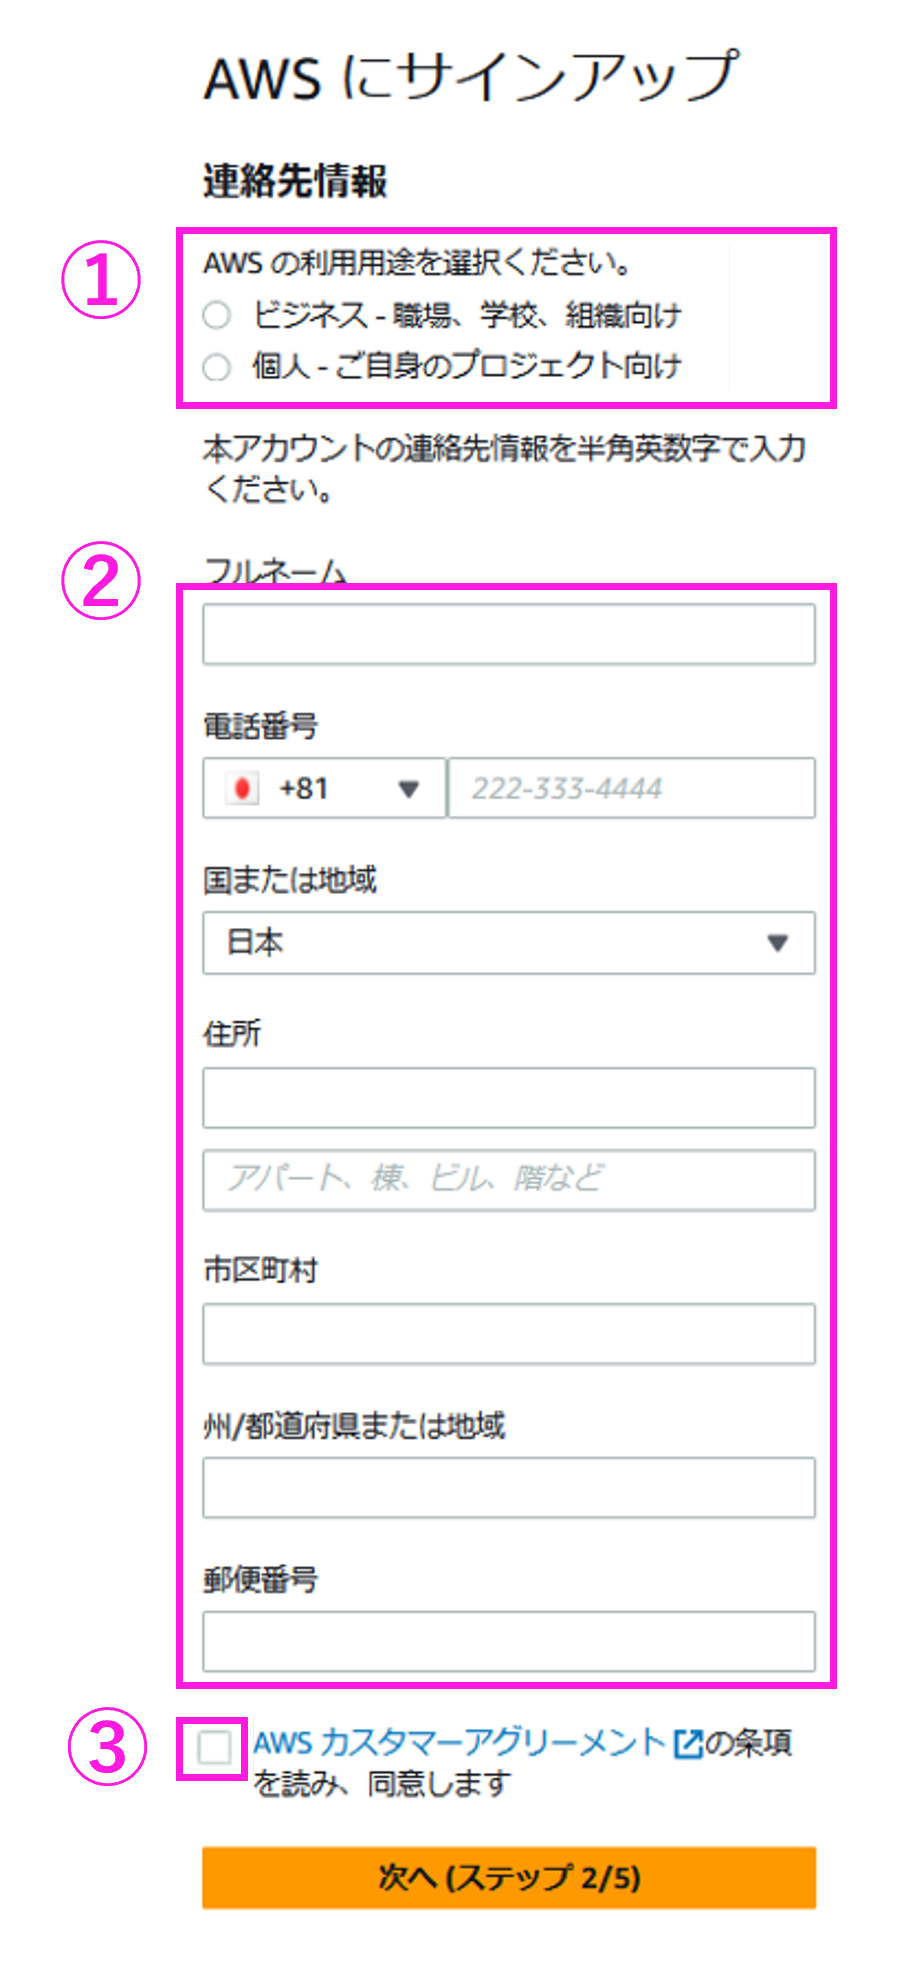 AWS にサインアップ
連絡先情報
①
AWS の利用用途を選択ください。
ビジネス - 職場、学校、組織向け
個人 - ご自身のプロジェクト向け
本アカウントの連絡先情報を半角英数字で入力
ください。
②
フルネーム
電話番号
+81 222-333-4444
国または地域
日本
住所
アパート、棟、ビル、階など
市区町村
州/都道府県または地域
郵便番号
③
AWS カスタマーアグリーメント の条項
を読み、同意します
次へ (ステップ 2/5)